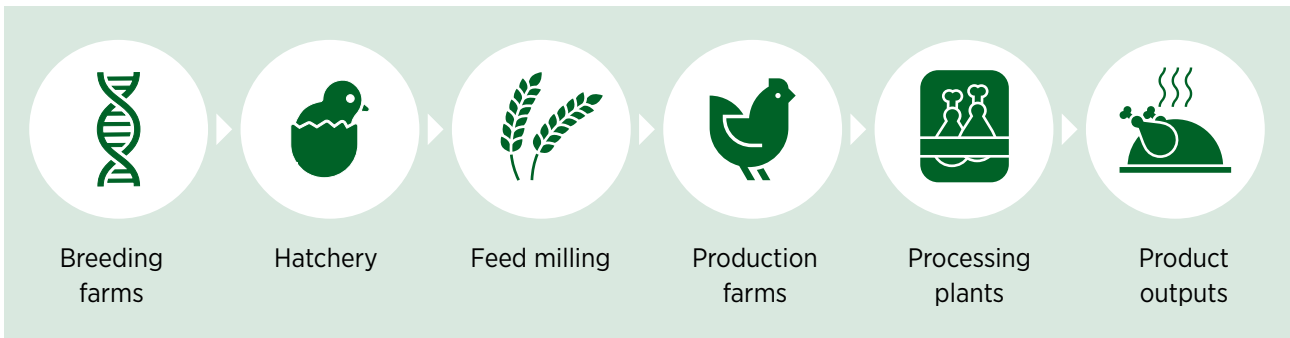 Breeding
farms
Hatchery
Feed milling
Production
farms
Processing
plants
Product
outputs